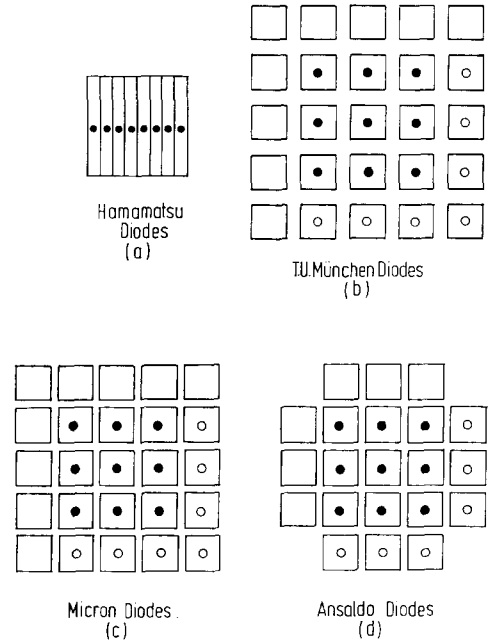 Hamamatsu
Diodes
(a)
T.U.München Diodes
(b)
Micron Diodes.
(c)
Ansaldo Diodes
(d)